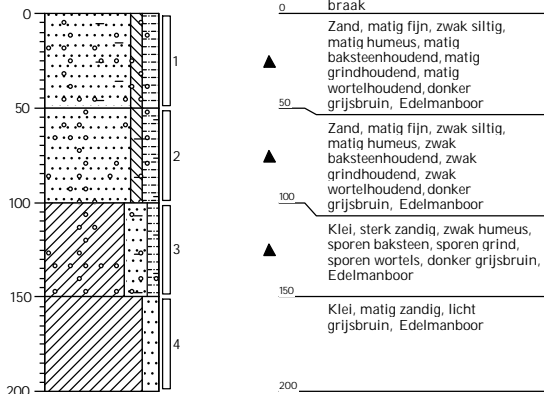 0
50
100
150
200
1
2
3
4
0
braak
Zand, matig fijn, zwak siltig,
matig humeus, matig
baksteenhoudend, matig
grindhoudend, matig
wortelhoudend, donker
grijsbruin, Edelmanboor
50
Zand, matig fijn, zwak siltig,
matig humeus, zwak
baksteenhoudend, zwak
grindhoudend, zwak
wortelhoudend, donker
grijsbruin, Edelmanboor
100
Klei, sterk zandig, zwak humeus,
sporen baksteen, sporen grind,
sporen wortels, donker grijsbruin,
Edelmanboor
150
Klei, matig zandig, licht
grijsbruin, Edelmanboor
200